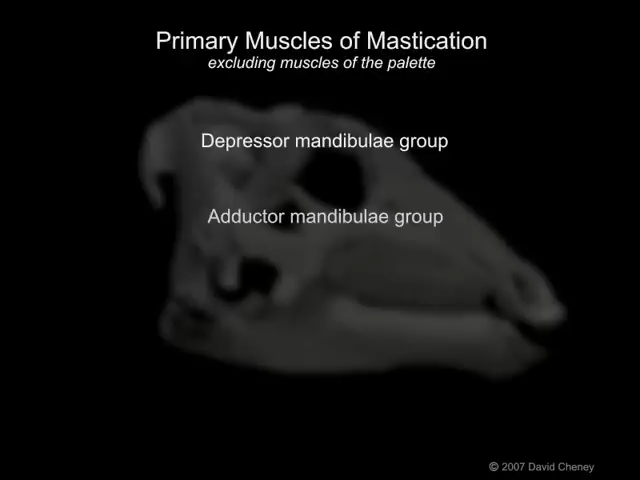 Primary Muscles of Mastication
excluding muscles of the palette
Depressor mandibulae group
Adductor mandibulae group
© 2007 David Cheney